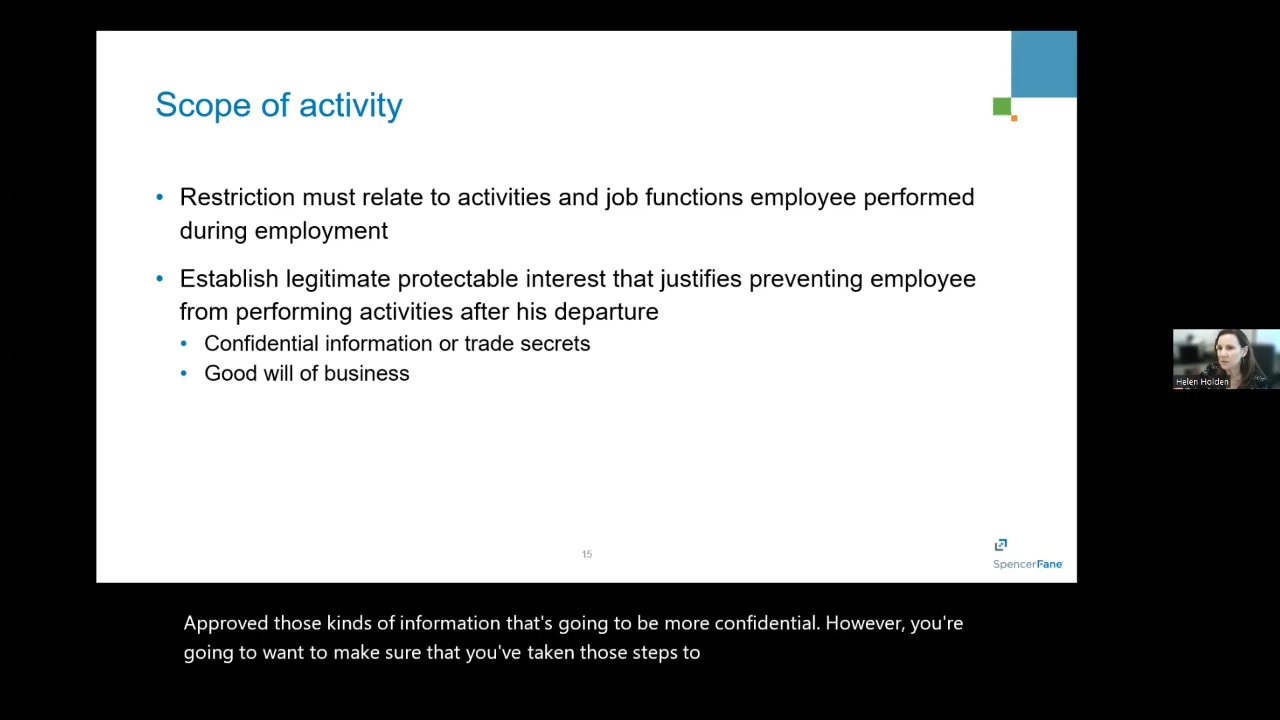 Scope of activity
• Restriction must relate to activities and job functions employee performed
during employment
• Establish legitimate protectable interest that justifies preventing employee
from performing activities after his departure
• Confidential information or trade secrets
• Good will of business
Helen Holden
15
SpencerFane
Approved those kinds of information that's going to be more confidential. However, you're
going to want to make sure that you've taken those steps to